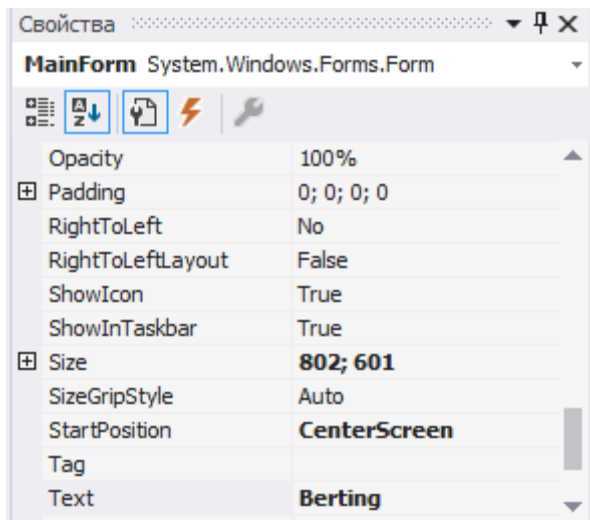 Свойства
MainForm System.Windows.Forms.Form
Opacity 100%
Padding 0; 0; 0; 0
RightToLeft No
RightToLeftLayout False
ShowIcon True
ShowInTaskbar True
Size 802; 601
SizeGripStyle Auto
StartPosition CenterScreen
Tag
Text Berting